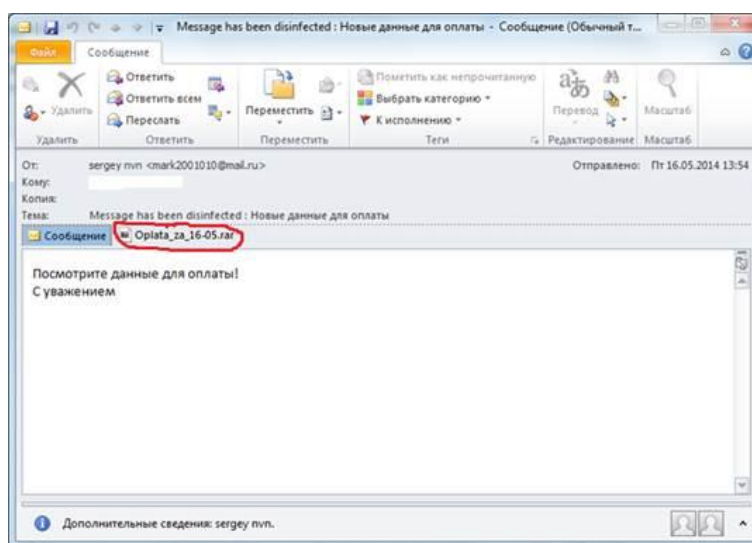 Message has been disinfected : Новые данные для оплаты - Сообщение (Обычный т...
Файл
Сообщение
Удалить
Удалить
Ответить
Ответить всем
Переслать
Ответить
Переместить
Переместить
Пометить как непрочитанную
Выбрать категорию
К исполнению
Теги
Перевод
Редактирование
Масштаб
Масштаб
От: sergey nvn <mark2001010@mail.ru>
Отправлено: Пт 16.05.2014 13:54
Кому:
Копия:
Тема: Message has been disinfected : Новые данные для оплаты
Сообщение
Oplata_za_16-05.rar
Посмотрите данные для оплаты!
С уважением
Дополнительные сведения: sergey nvn.